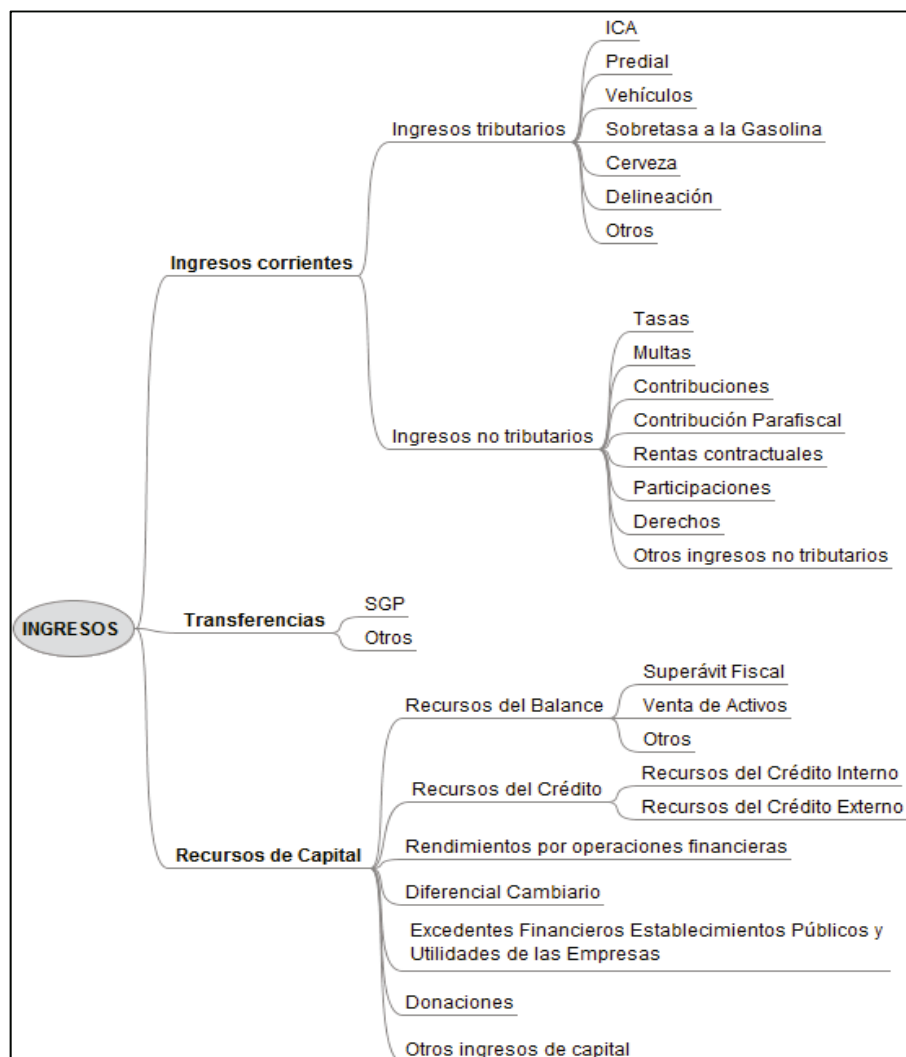 ICA
Predial
Vehículos
Ingresos tributarios
Sobretasa a la Gasolina
Cerveza
Delineación
Otros
Ingresos corrientes
Tasas
Multas
Contribuciones
Contribución Parafiscal
Ingresos no tributarios
Rentas contractuales
Participaciones
Derechos
Otros ingresos no tributarios
INGRESOS
Transferencias
SGP
Otros
Superávit Fiscal
Recursos del Balance
Venta de Activos
Otros
Recursos del Crédito Interno
Recursos del Crédito
Recursos del Crédito Externo
Recursos de Capital
Rendimientos por operaciones financieras
Diferencial Cambiario
Excedentes Financieros Establecimientos Públicos y
Utilidades de las Empresas
Donaciones
Otros ingresos de capital